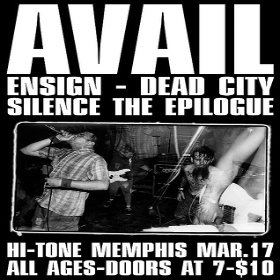 AVAIL
ENSIGN - DEAD CITY
SILENCE THE EPILOGUE
HI-TONE MEMPHIS MAR.17
ALL AGES-DOORS AT 7-$10